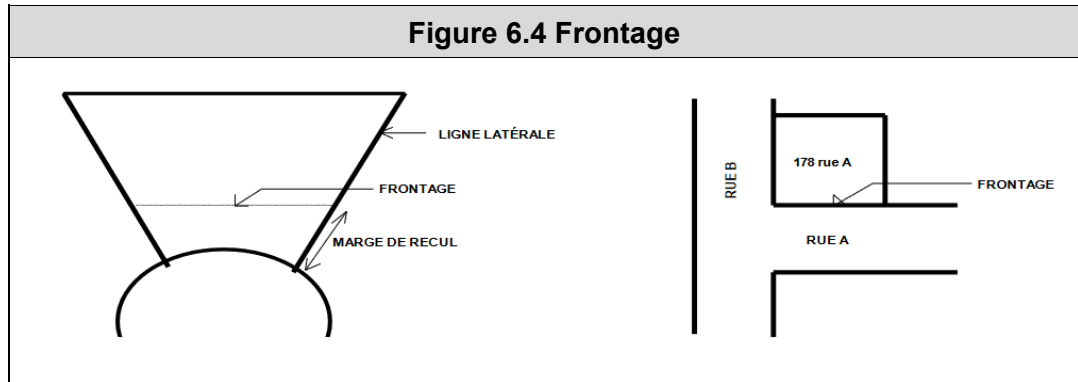 Figure 6.4 Frontage
LIGNE LATÉRALE
FRONTAGE
MARGE DE RECUL
RUE B
178 rue A
FRONTAGE
RUE A